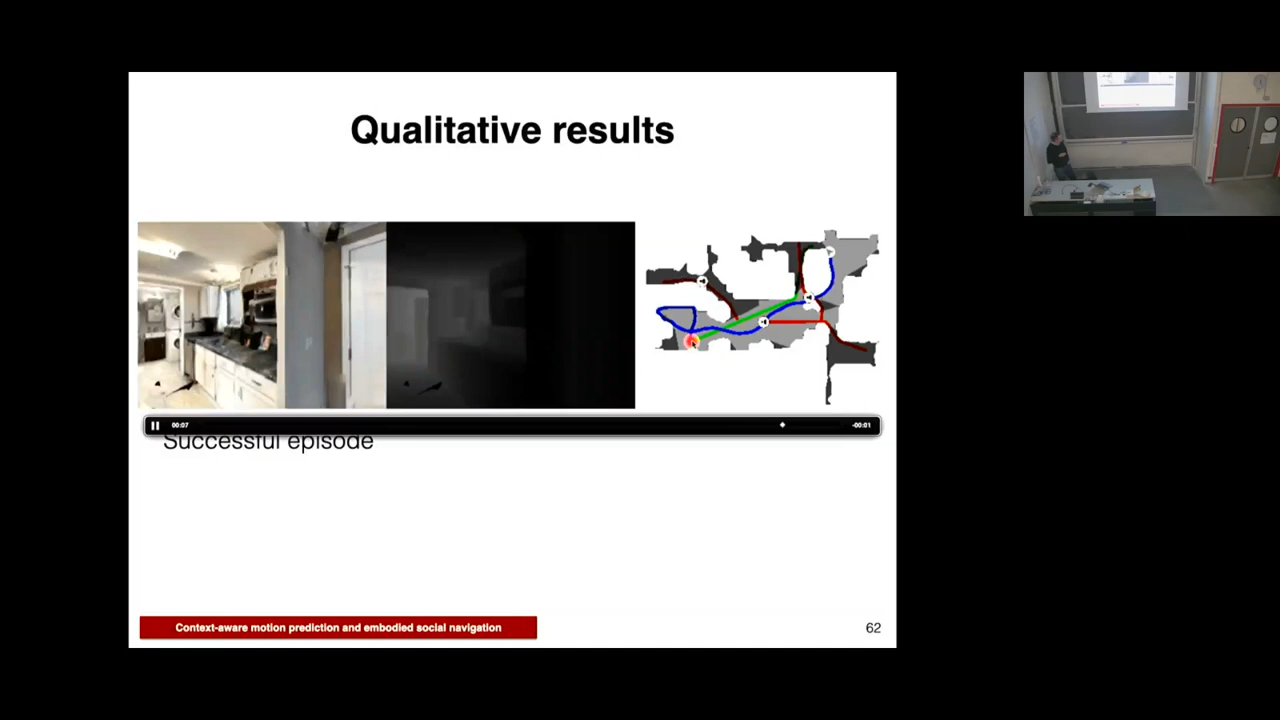 Qualitative results
00:07
-00:01
Successful episode
Context-aware motion prediction and embodied social navigation
62